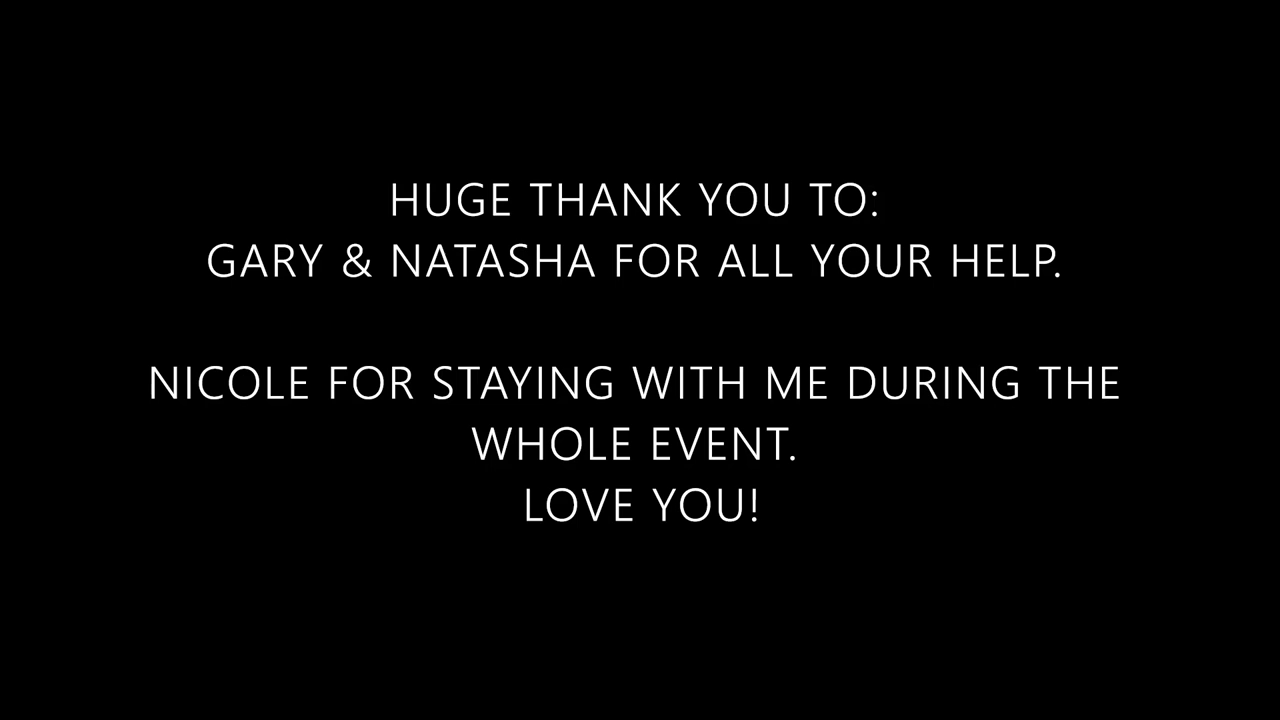 HUGE THANK YOU TO:
GARY & NATASHA FOR ALL YOUR HELP.
NICOLE FOR STAYING WITH ME DURING THE
WHOLE EVENT.
LOVE YOU!